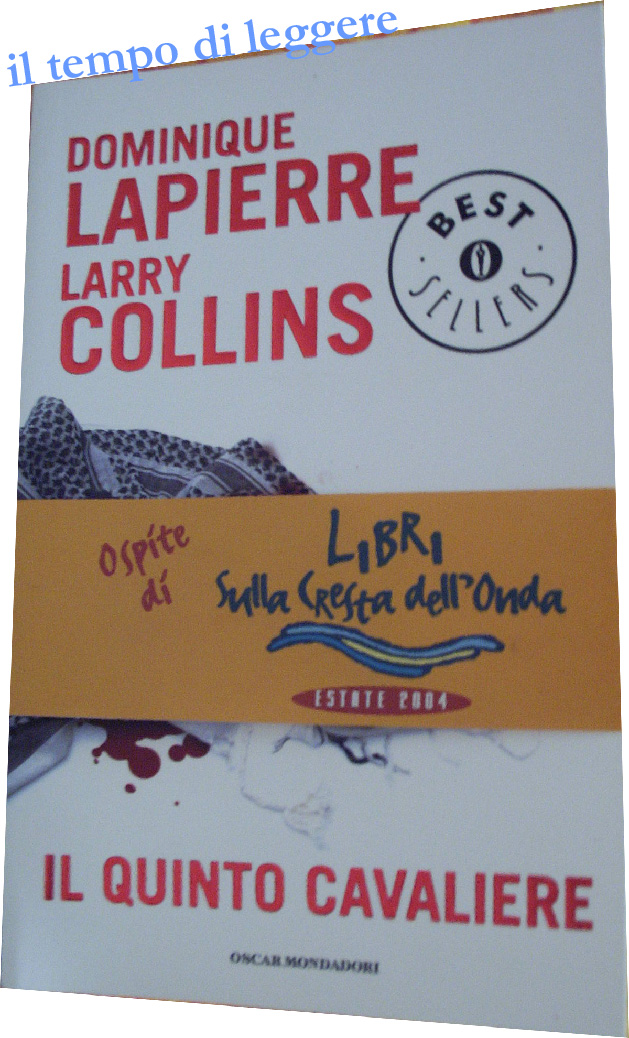 il tempo di leggere
DOMINIQUE
LAPIERRE
LARRY
COLLINS
BEST
SELLERS
Ospite
di
LIBRI
Sulla Cresta dell'Onda
ESTATE 2004
IL QUINTO CAVALIERE
OSCAR MONDADORI